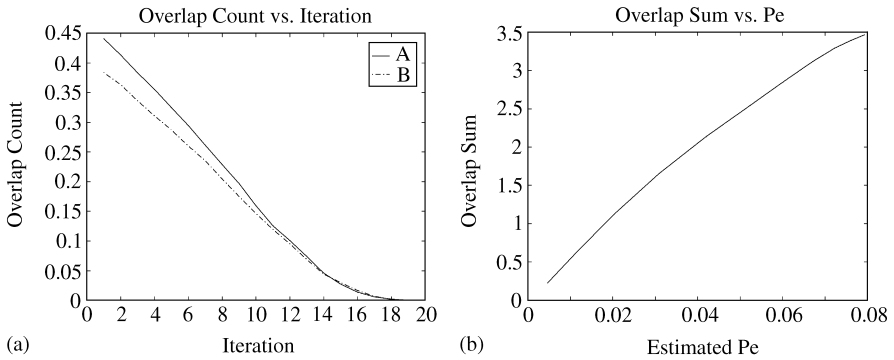 Overlap Count vs. Iteration
0.45
0.4
0.35
0.3
0.25
0.2
0.15
0.1
0.05
0
Overlap Count
A
B
0 2 4 6 8 10 12 14 16 18 20
Iteration
(a)
Overlap Sum vs. Pe
3.5
3
2.5
2
1.5
1
0.5
0
Overlap Sum
0 0.02 0.04 0.06 0.08
Estimated Pe
(b)